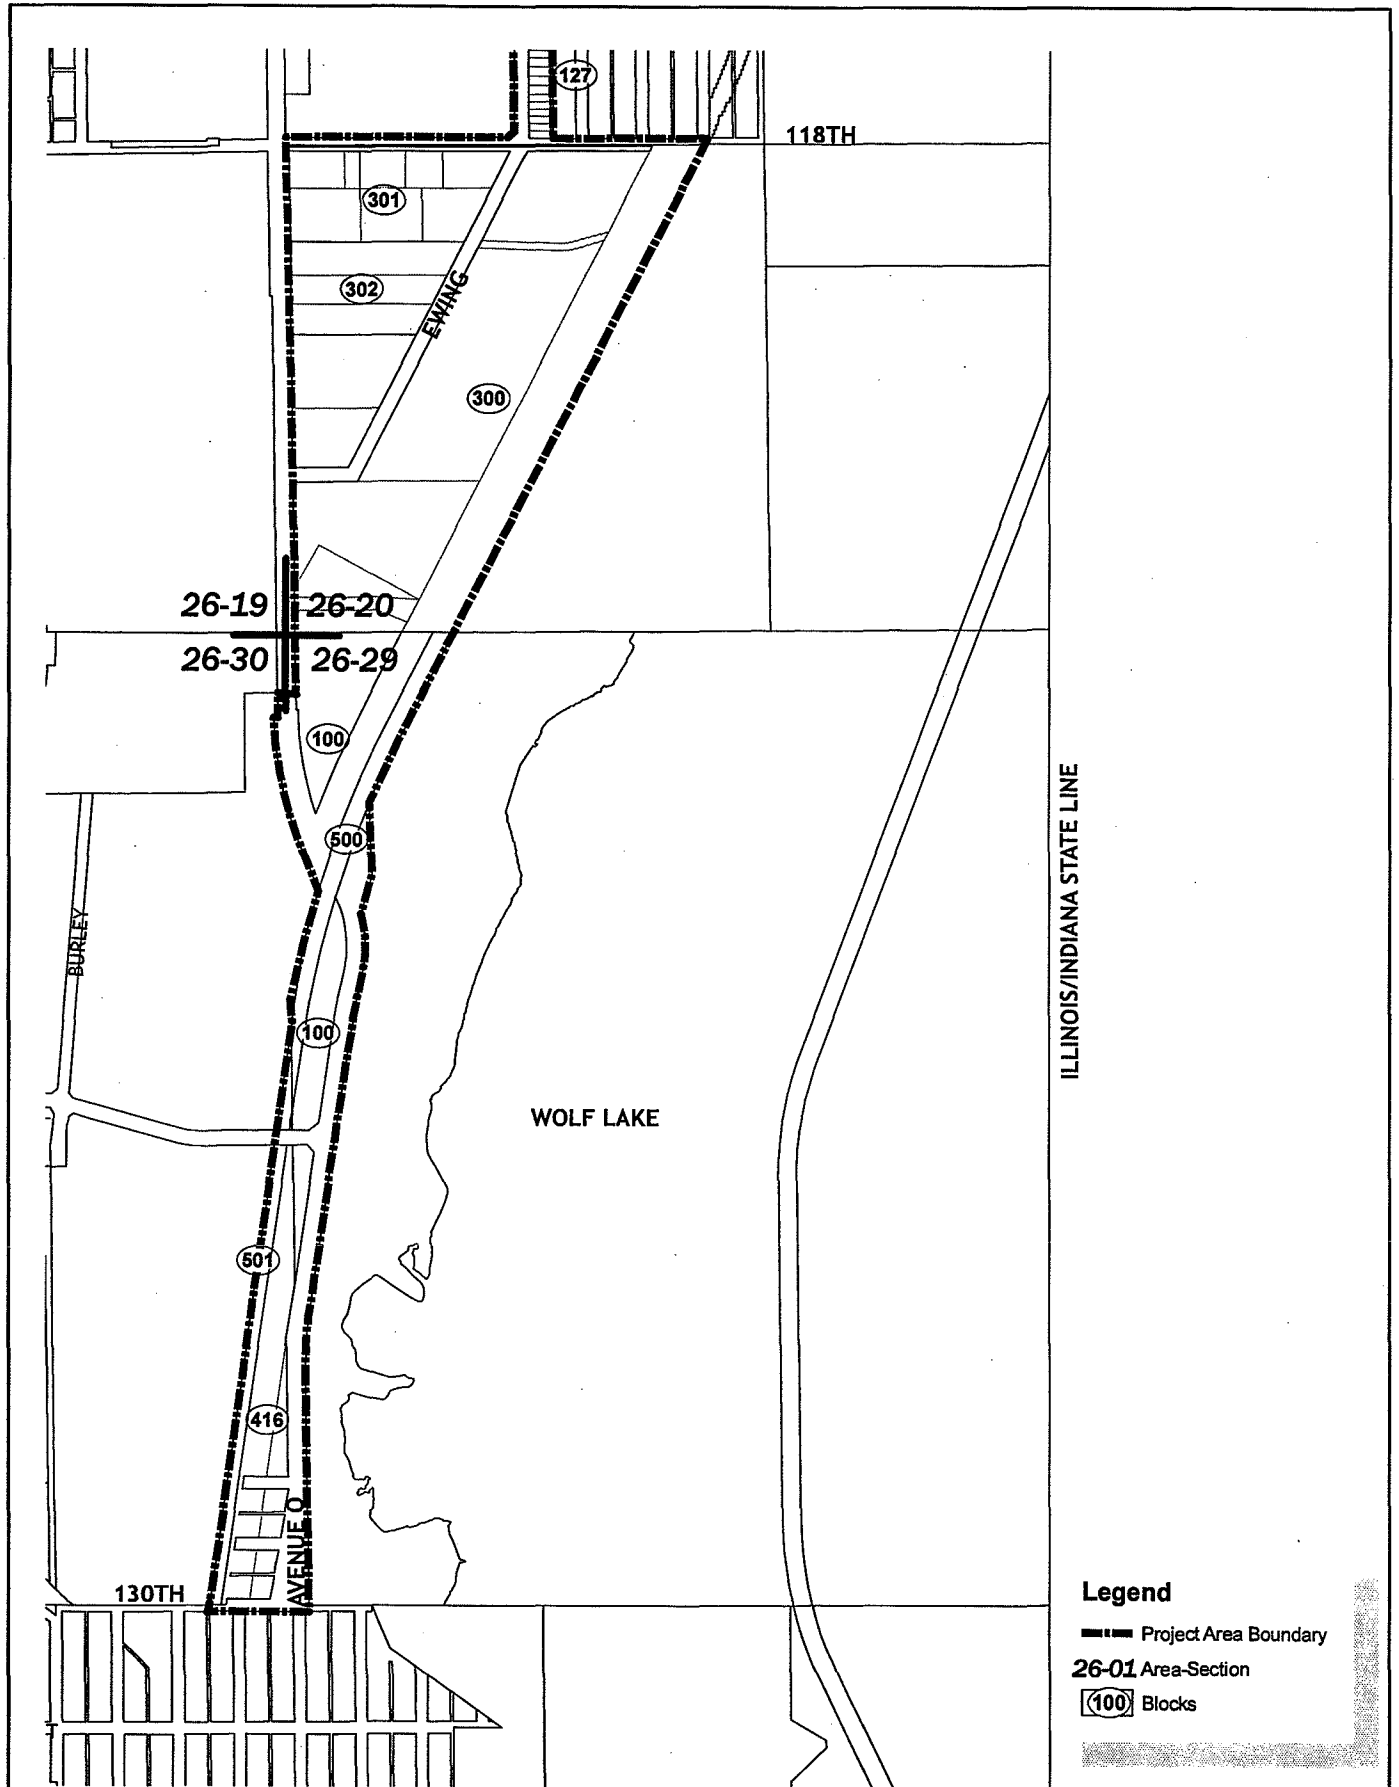 127
118TH
301
302
EWING
300
26-19 26-20
26-30 26-29
100
500
ILLINOIS/INDIANA STATE LINE
BURLEY
100
WOLF LAKE
501
416
AVENUE O
130TH
Legend
Project Area Boundary
26-01 Area-Section
100 Blocks